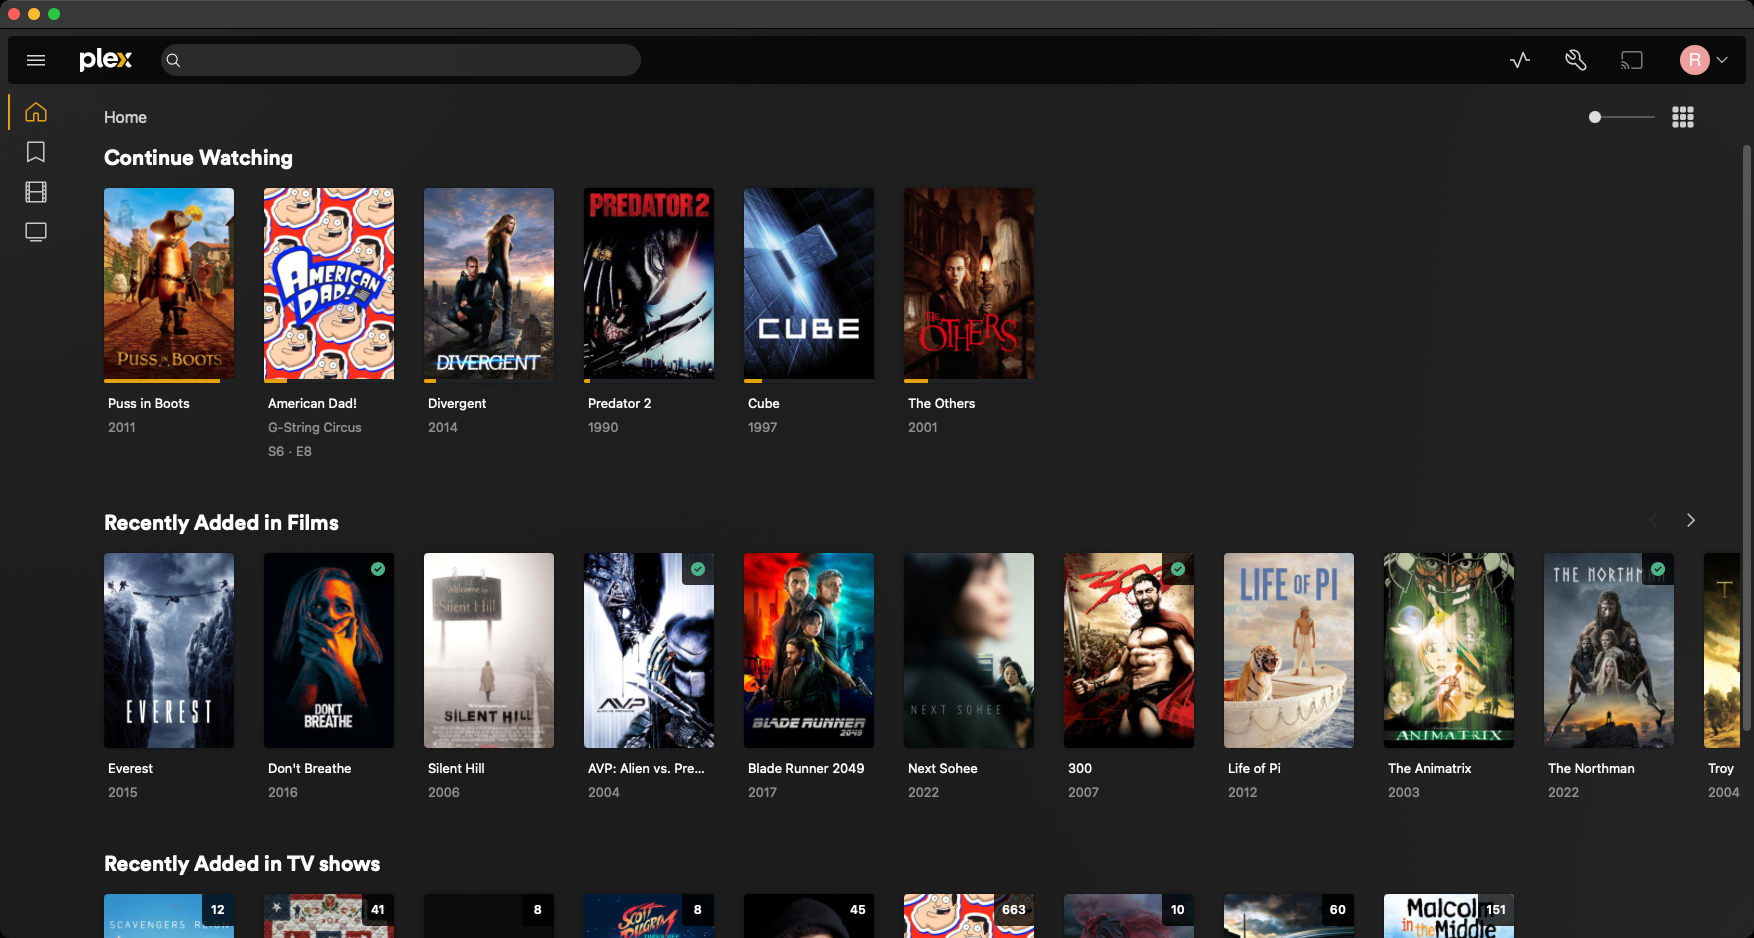 plex
R
Home
Continue Watching
PUSS IN BOOTS
AMERICAN DAD!
DIVERGENT
PREDATOR 2
CUBE
THE OTHERS
Puss in Boots
2011
American Dad!
G-String Circus
S6 · E8
Divergent
2014
Predator 2
1990
Cube
1997
The Others
2001
Recently Added in Films
EVEREST
DON'T BREATHE
Welcome to
Silent Hill
SILENT HILL
AVP
BLADE RUNNER
2049
NEXT SOHEE
300
LIFE OF PI
ANIMATRIX
THE NORTHM
T
Everest
2015
Don't Breathe
2016
Silent Hill
2006
AVP: Alien vs. Pre...
2004
Blade Runner 2049
2017
Next Sohee
2022
300
2007
Life of Pi
2012
The Animatrix
2003
The Northman
2022
Troy
2004
Recently Added in TV shows
SCAVENGERS REIGN
12
41
8
SCOTT PILGRIM TAKES OFF
8
45
663
10
60
Malcolm in the Middle
151